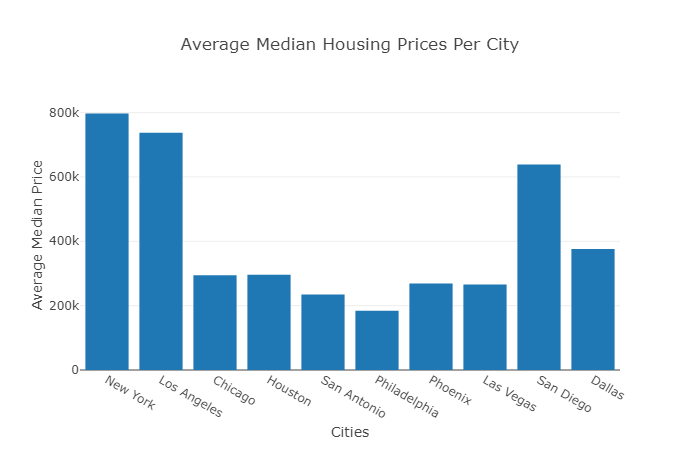 Average Median Housing Prices Per City
Average Median Price
800k
600k
400k
200k
0
New York
Los Angeles
Chicago
Houston
San Antonio
Philadelphia
Phoenix
Las Vegas
San Diego
Dallas
Cities